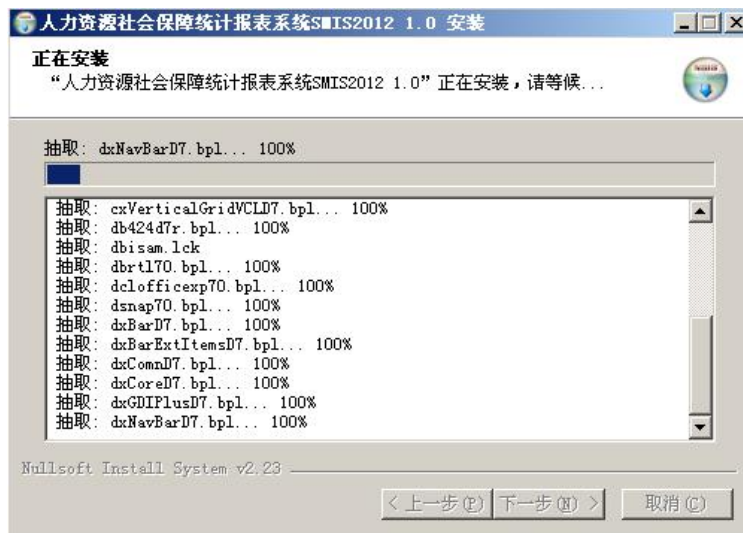 人力资源社会保障统计报表系统SMIS2012 1.0 安装
正在安装
“人力资源社会保障统计报表系统SMIS2012 1.0”正在安装，请等候...
抽取: dxNavBarD7.bpl... 100%
抽取: cxVerticalGridVCLD7.bpl... 100%
抽取: db424d7r.bpl... 100%
抽取: dbisam.lck
抽取: dbrtl70.bpl... 100%
抽取: dclofficexp70.bpl... 100%
抽取: dsnap70.bpl... 100%
抽取: dxBarD7.bpl... 100%
抽取: dxBarExtItemsD7.bpl... 100%
抽取: dxComnD7.bpl... 100%
抽取: dxCoreD7.bpl... 100%
抽取: dxGDIPlusD7.bpl... 100%
抽取: dxNavBarD7.bpl... 100%
Nullsoft Install System v2.23
< 上一步(P) 下一步(N) > 取消(C)